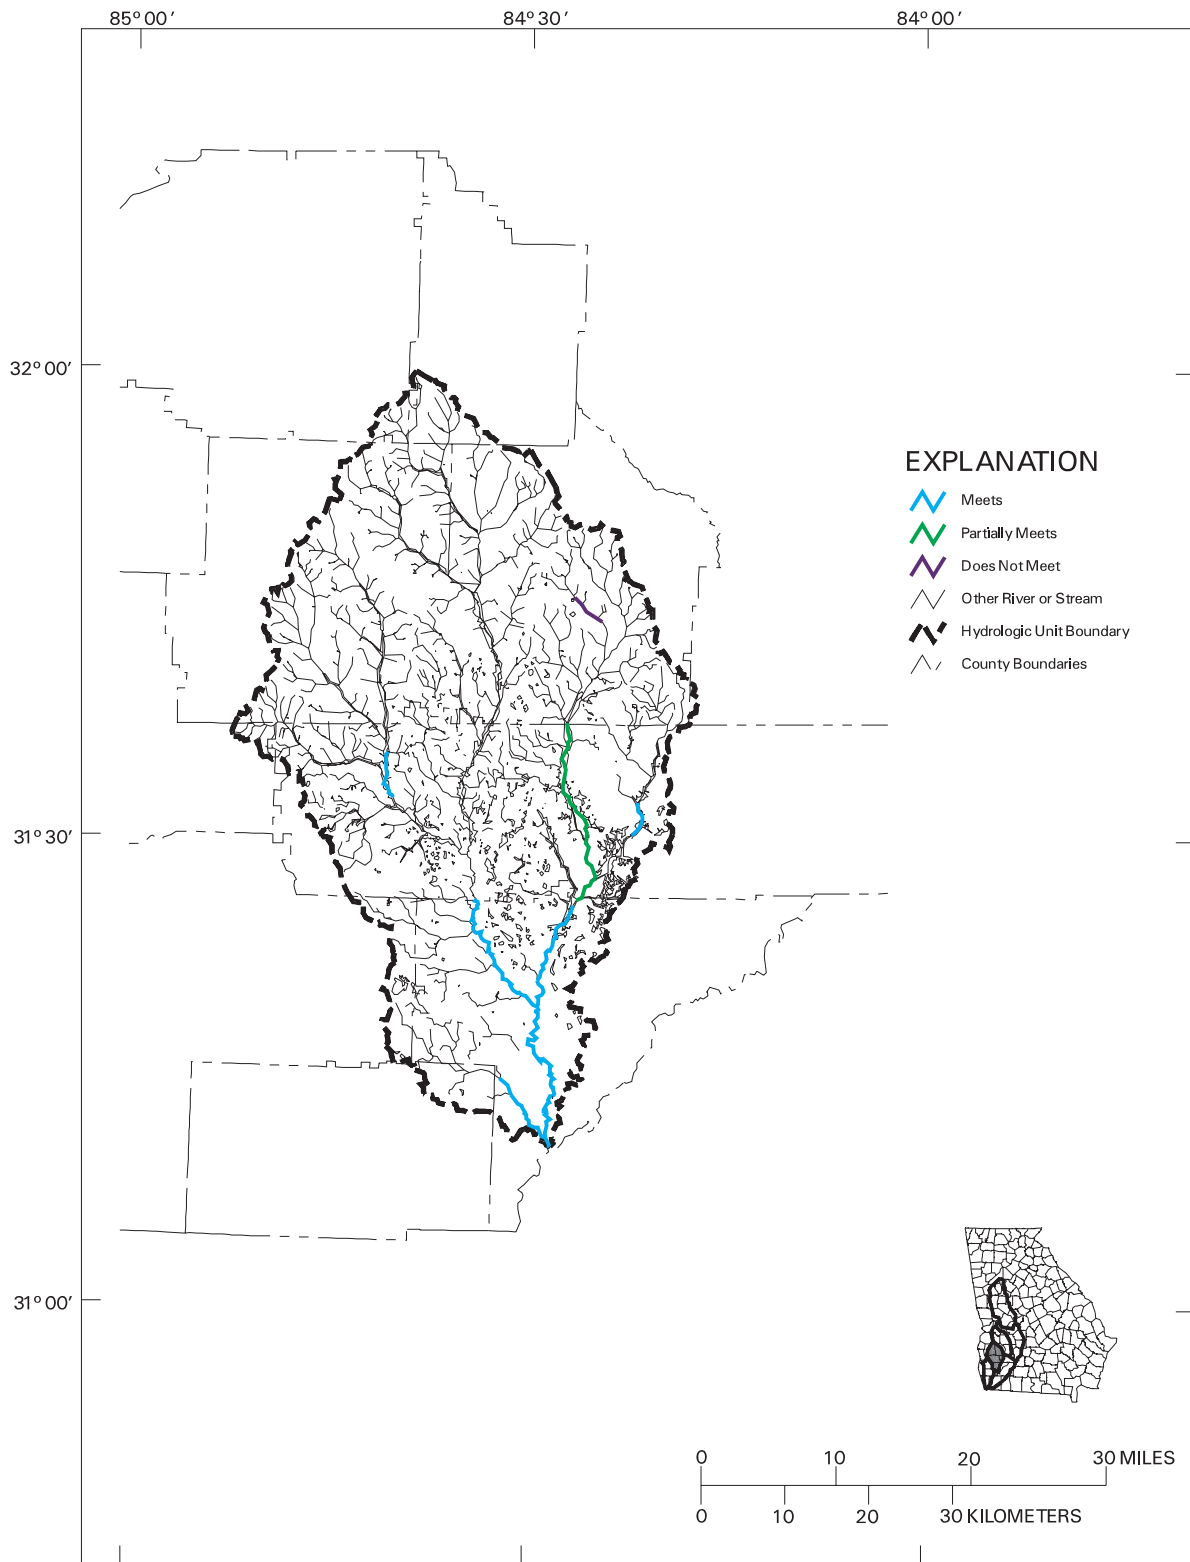 85°00′ 84°30′ 84°00′
32°00′
EXPLANATION
Meets
Partially Meets
Does Not Meet
Other River or Stream
Hydrologic Unit Boundary
County Boundaries
31°30′
31°00′
0 10 20 30 MILES
0 10 20 30 KILOMETERS